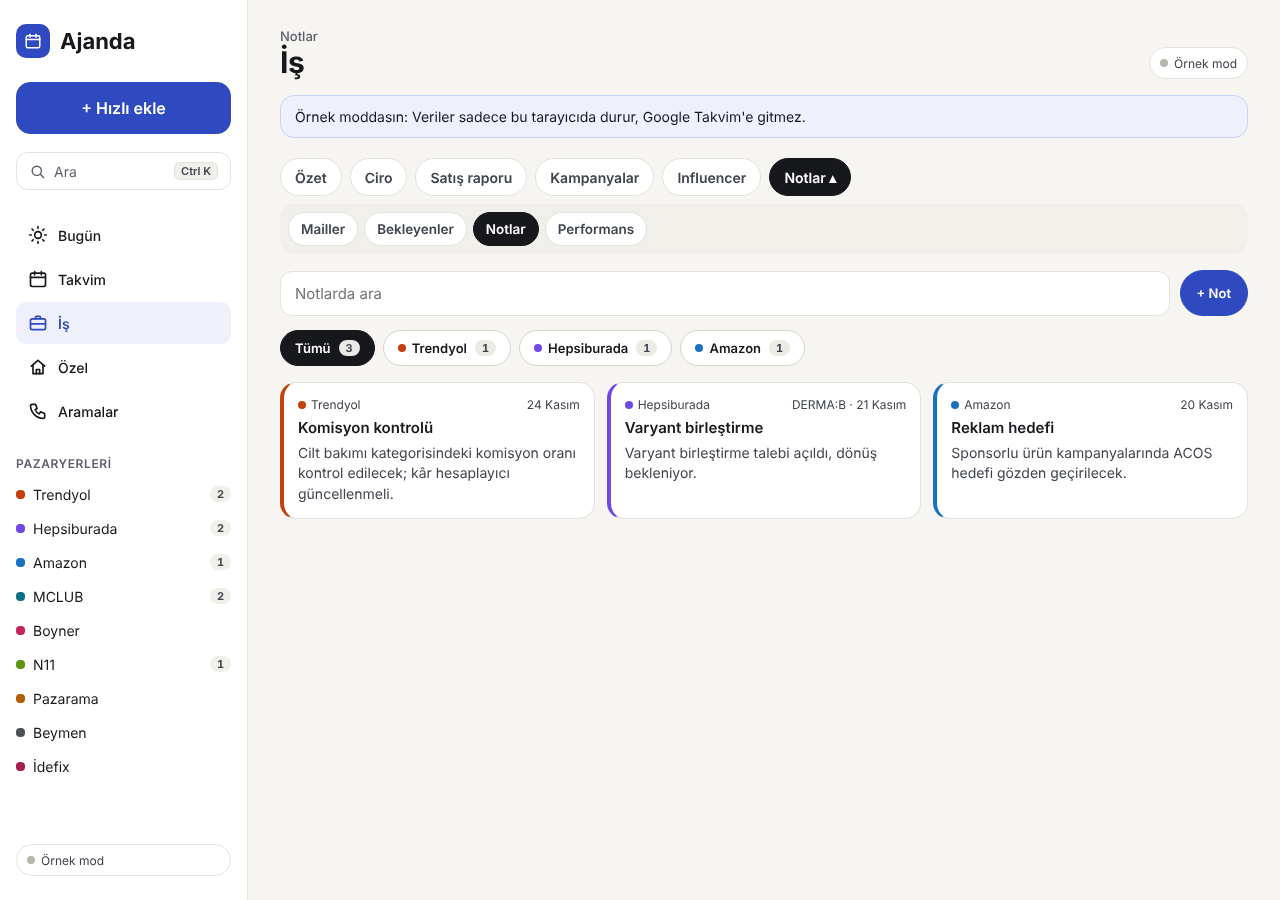 Ajanda
+ Hızlı ekle
Ara
Ctrl K
Bugün
Takvim
İş
Özel
Aramalar
PAZARYERLERİ
Trendyol 2
Hepsiburada 2
Amazon 1
MCLUB 2
Boyner
N11 1
Pazarama
Beymen
İdefix
Örnek mod
Notlar
İş
Örnek mod
Örnek moddasın: Veriler sadece bu tarayıcıda durur, Google Takvim'e gitmez.
Özet Ciro Satış raporu Kampanyalar Influencer Notlar ▴
Mailler Bekleyenler Notlar Performans
Notlarda ara
+ Not
Tümü 3 Trendyol 1 Hepsiburada 1 Amazon 1
Trendyol 24 Kasım
Komisyon kontrolü
Cilt bakımı kategorisindeki komisyon oranı
kontrol edilecek; kâr hesaplayıcı
güncellenmeli.
Hepsiburada DERMA:B · 21 Kasım
Varyant birleştirme
Varyant birleştirme talebi açıldı, dönüş
bekleniyor.
Amazon 20 Kasım
Reklam hedefi
Sponsorlu ürün kampanyalarında ACOS
hedefi gözden geçirilecek.